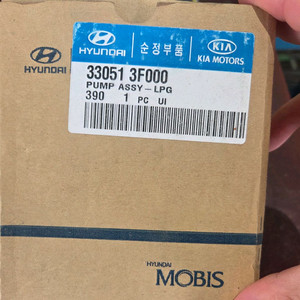 HYUNDAI 순정부품 KIA
KIA MOTORS
HYUNDAI
33051 3F000
PUMP ASSY-LPG
390 1 PC UI
HYUNDAI
MOBIS